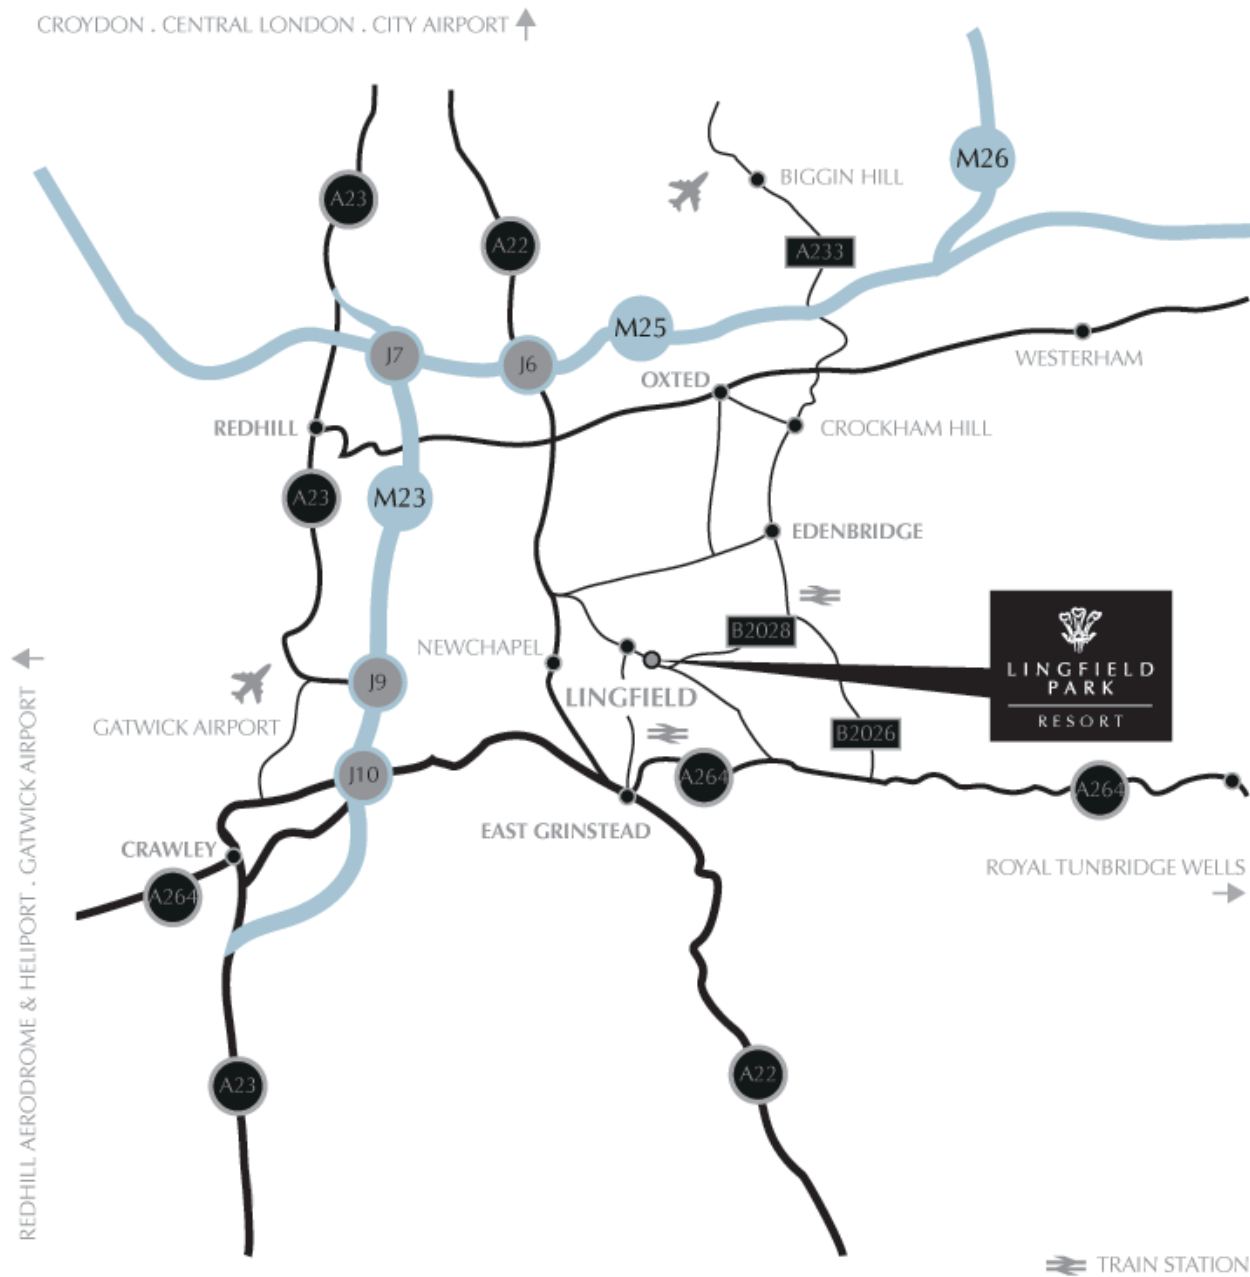 CROYDON . CENTRAL LONDON . CITY AIRPORT
M26
BIGGIN HILL
A23
A22
A233
M25
J7
J6
WESTERHAM
OXTED
REDHILL
CROCKHAM HILL
A23
M23
EDENBRIDGE
B2028
NEWCHAPEL
LINGFIELD
PARK
RESORT
J9
LINGFIELD
GATWICK AIRPORT
B2026
J10
A264
A264
EAST GRINSTEAD
CRAWLEY
ROYAL TUNBRIDGE WELLS
A264
REDHILL AERODROME & HELIPORT . GATWICK AIRPORT
A23
A22
TRAIN STATION